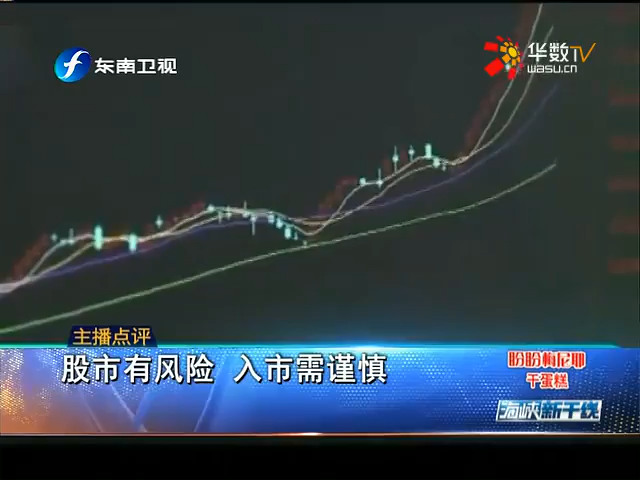 东南卫视
华数TV
wasu.cn
主播点评
股市有风险 入市需谨慎
盼盼梅尼耶
干蛋糕
海峡新干线